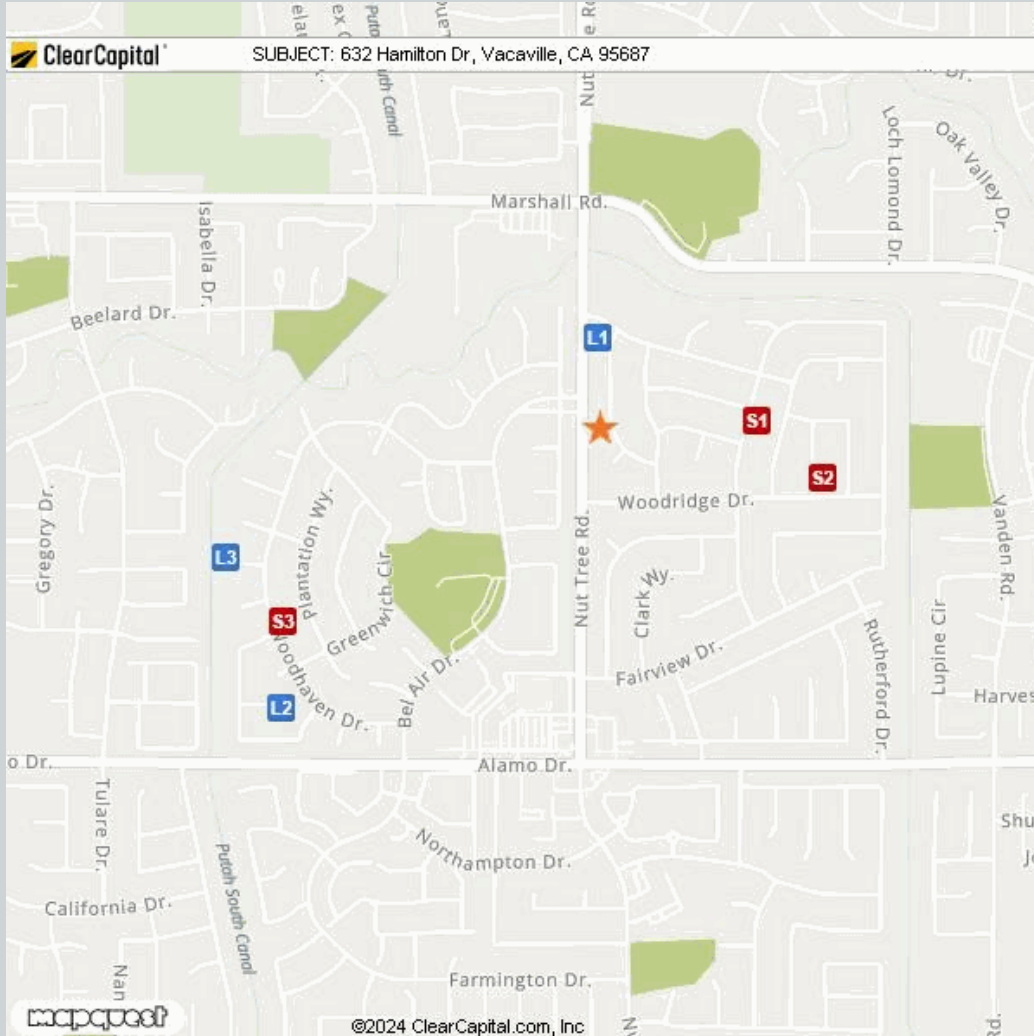 ClearCapital
SUBJECT: 632 Hamilton Dr, Vacaville, CA 95687
Marshall Rd.
Isabella Dr.
Loch Lomond Dr.
Oak Valley Dr.
Beelard Dr.
L1
S1
S2
Woodridge Dr.
Gregory Dr.
Plantation Wy.
Nut Tree Rd.
Vanden Rd.
L3
Clark Wy.
Greenwich Cir
S3
Woodhaven Dr.
Fairview Dr.
Bel Air Dr.
Rutherford Dr.
Lupine Cir
L2
Alamo Dr.
o Dr.
Tulare Dr.
Northampton Dr.
Putah South Canal
California Dr.
Farmington Dr.
mapquest
©2024 ClearCapital.com, Inc